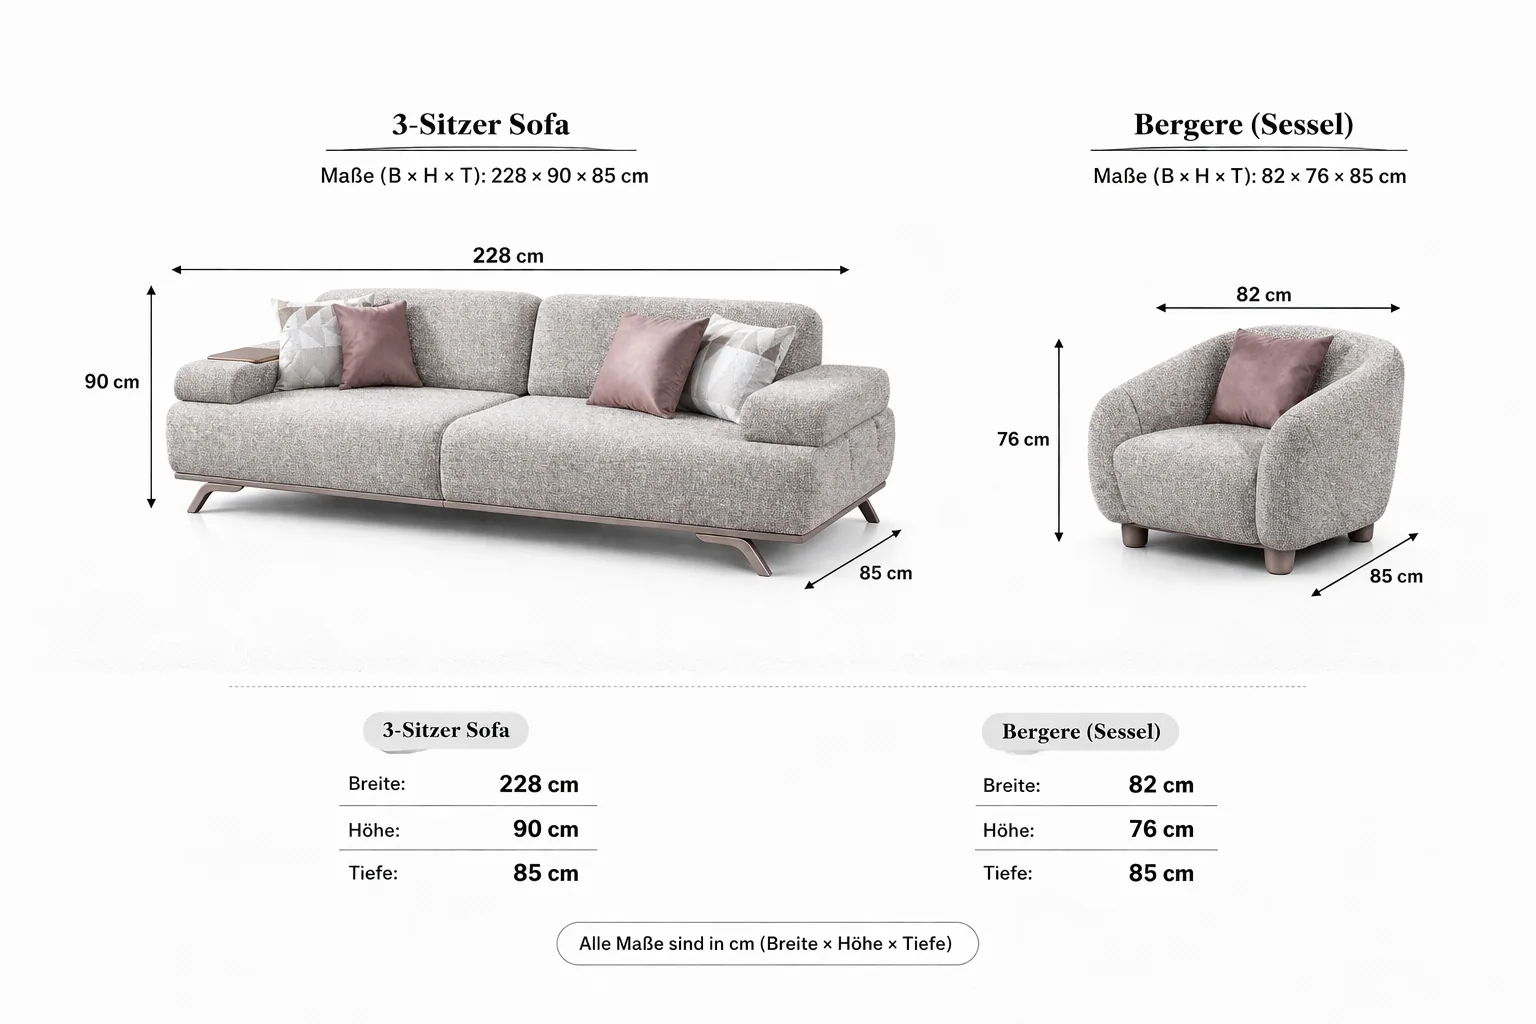 3-Sitzer Sofa
Maße (B × H × T): 228 × 90 × 85 cm
228 cm
90 cm
85 cm
Bergere (Sessel)
Maße (B × H × T): 82 × 76 × 85 cm
82 cm
76 cm
85 cm
3-Sitzer Sofa
Breite: 228 cm
Höhe: 90 cm
Tiefe: 85 cm
Bergere (Sessel)
Breite: 82 cm
Höhe: 76 cm
Tiefe: 85 cm
Alle Maße sind in cm (Breite × Höhe × Tiefe)